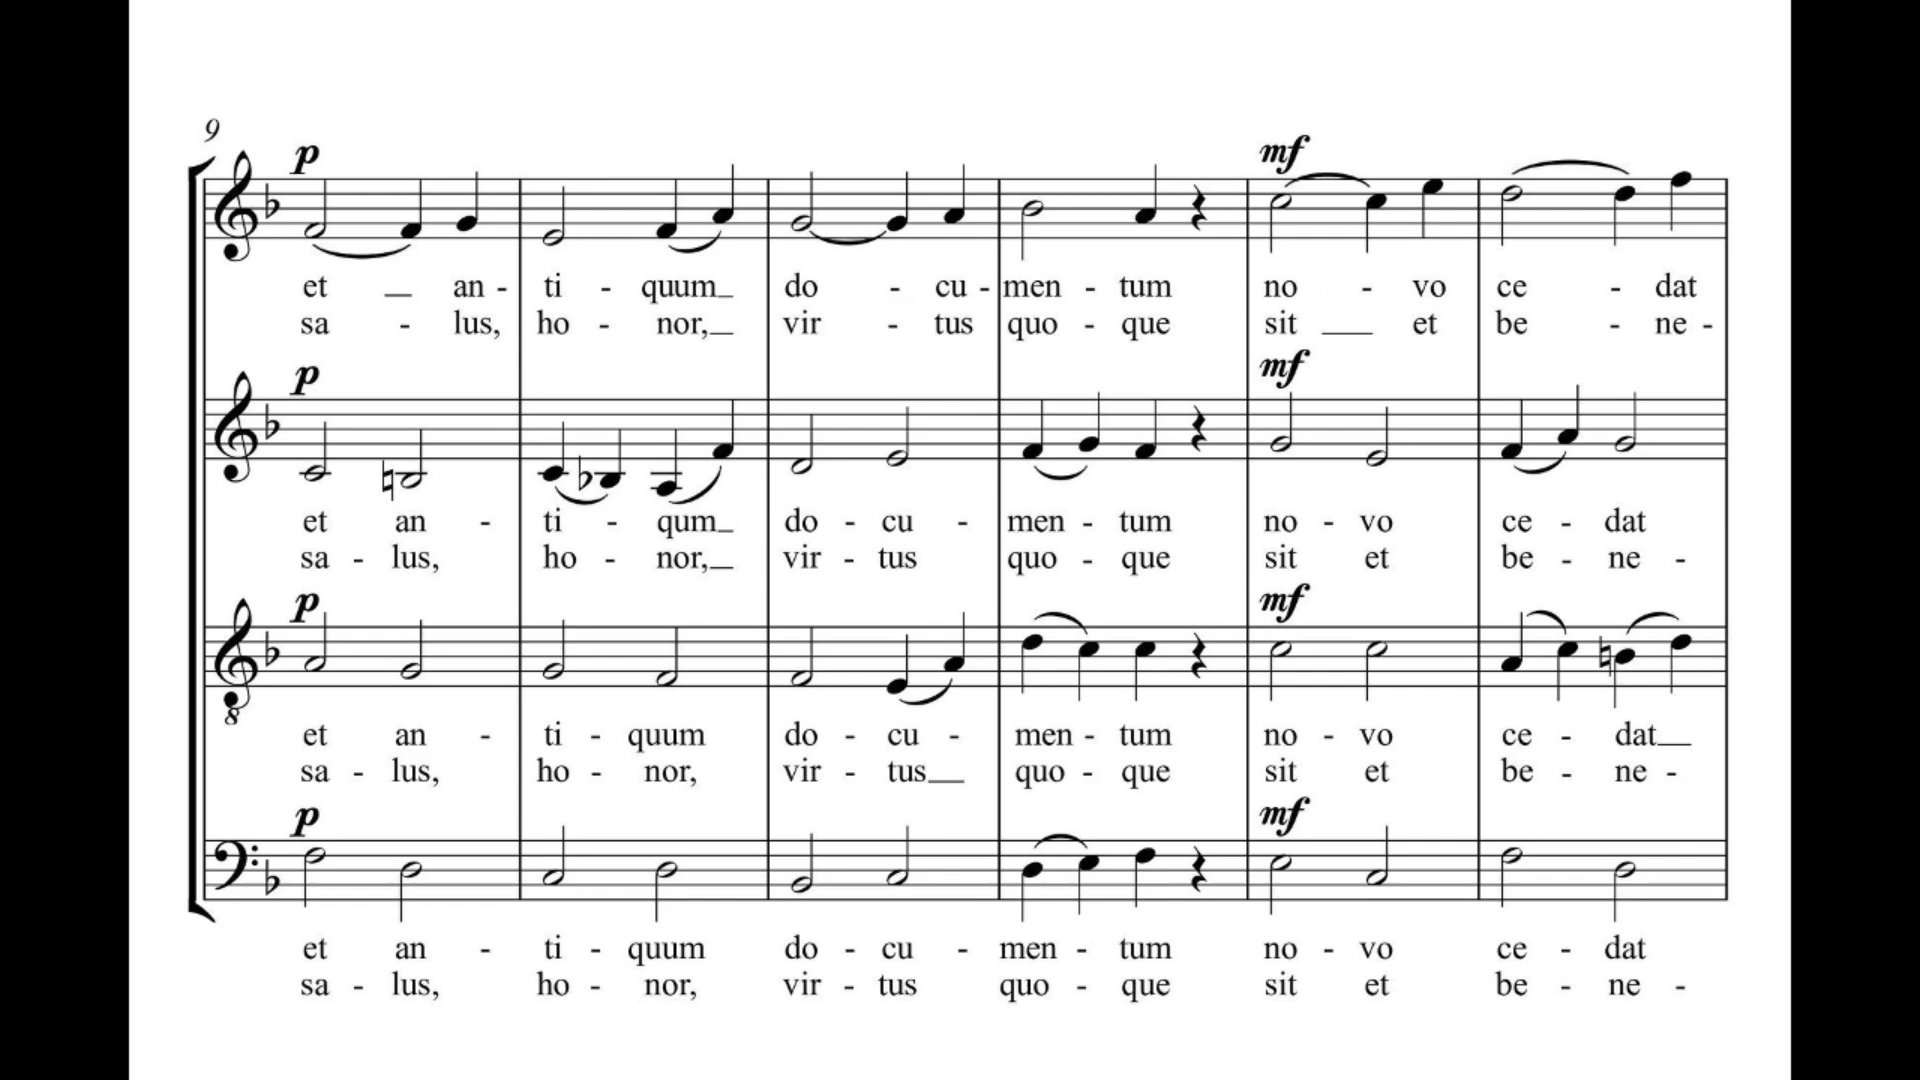 9
p mf
et an - ti - quum do - cu - men - tum no - vo ce - dat
sa - lus, ho - nor, vir - tus quo - que sit et be - ne -
p mf
et an - ti - qum do - cu - men - tum no - vo ce - dat
sa - lus, ho - nor, vir - tus quo - que sit et be - ne -
p mf
8
et an - ti - quum do - cu - men - tum no - vo ce - dat
sa - lus, ho - nor, vir - tus quo - que sit et be - ne -
p mf
et an - ti - quum do - cu - men - tum no - vo ce - dat
sa - lus, ho - nor, vir - tus quo - que sit et be - ne -